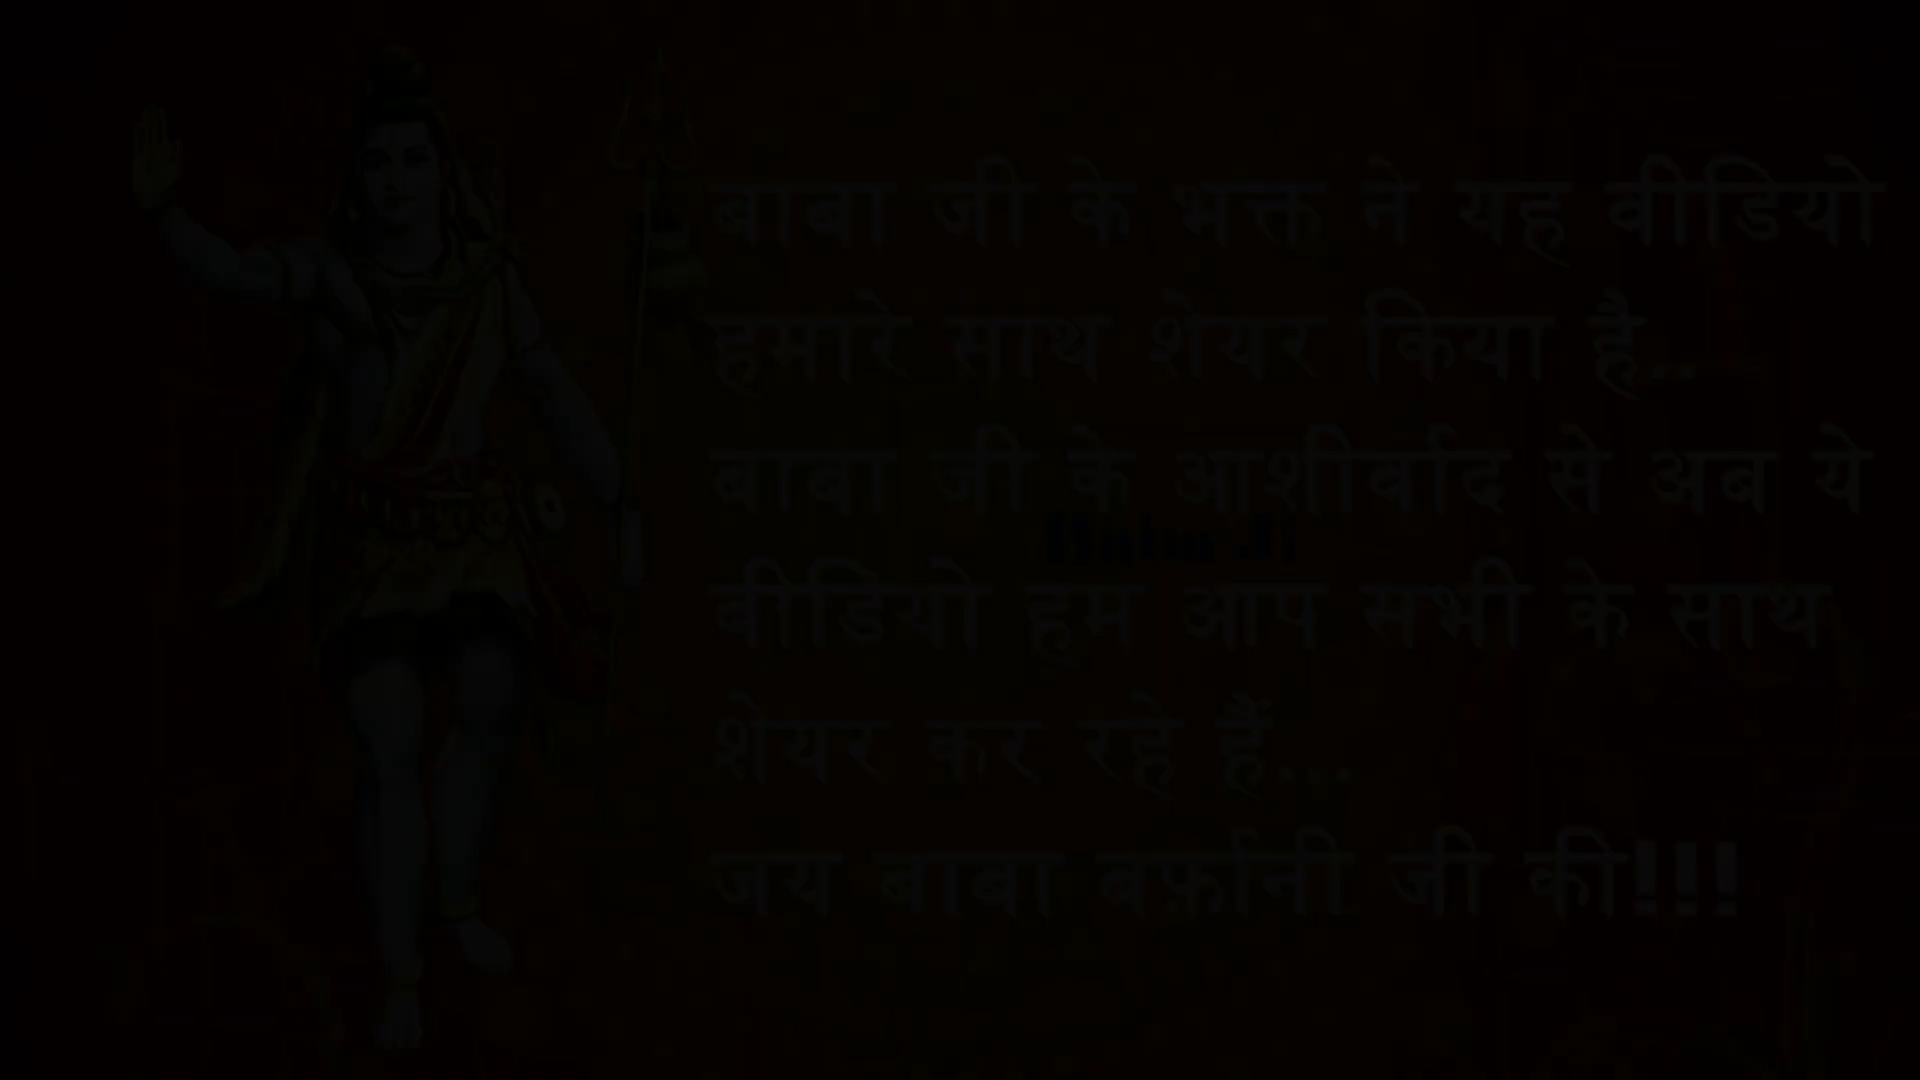 बाबा जी के भक्त ने यह वीडियो
हमारे साथ शेयर किया है..
बाबा जी के आशीर्वाद से अब ये
वीडियो हम आप सभी के साथ
शेयर कर रहे हैं...
जय बाबा बर्फ़ानी जी की!!!